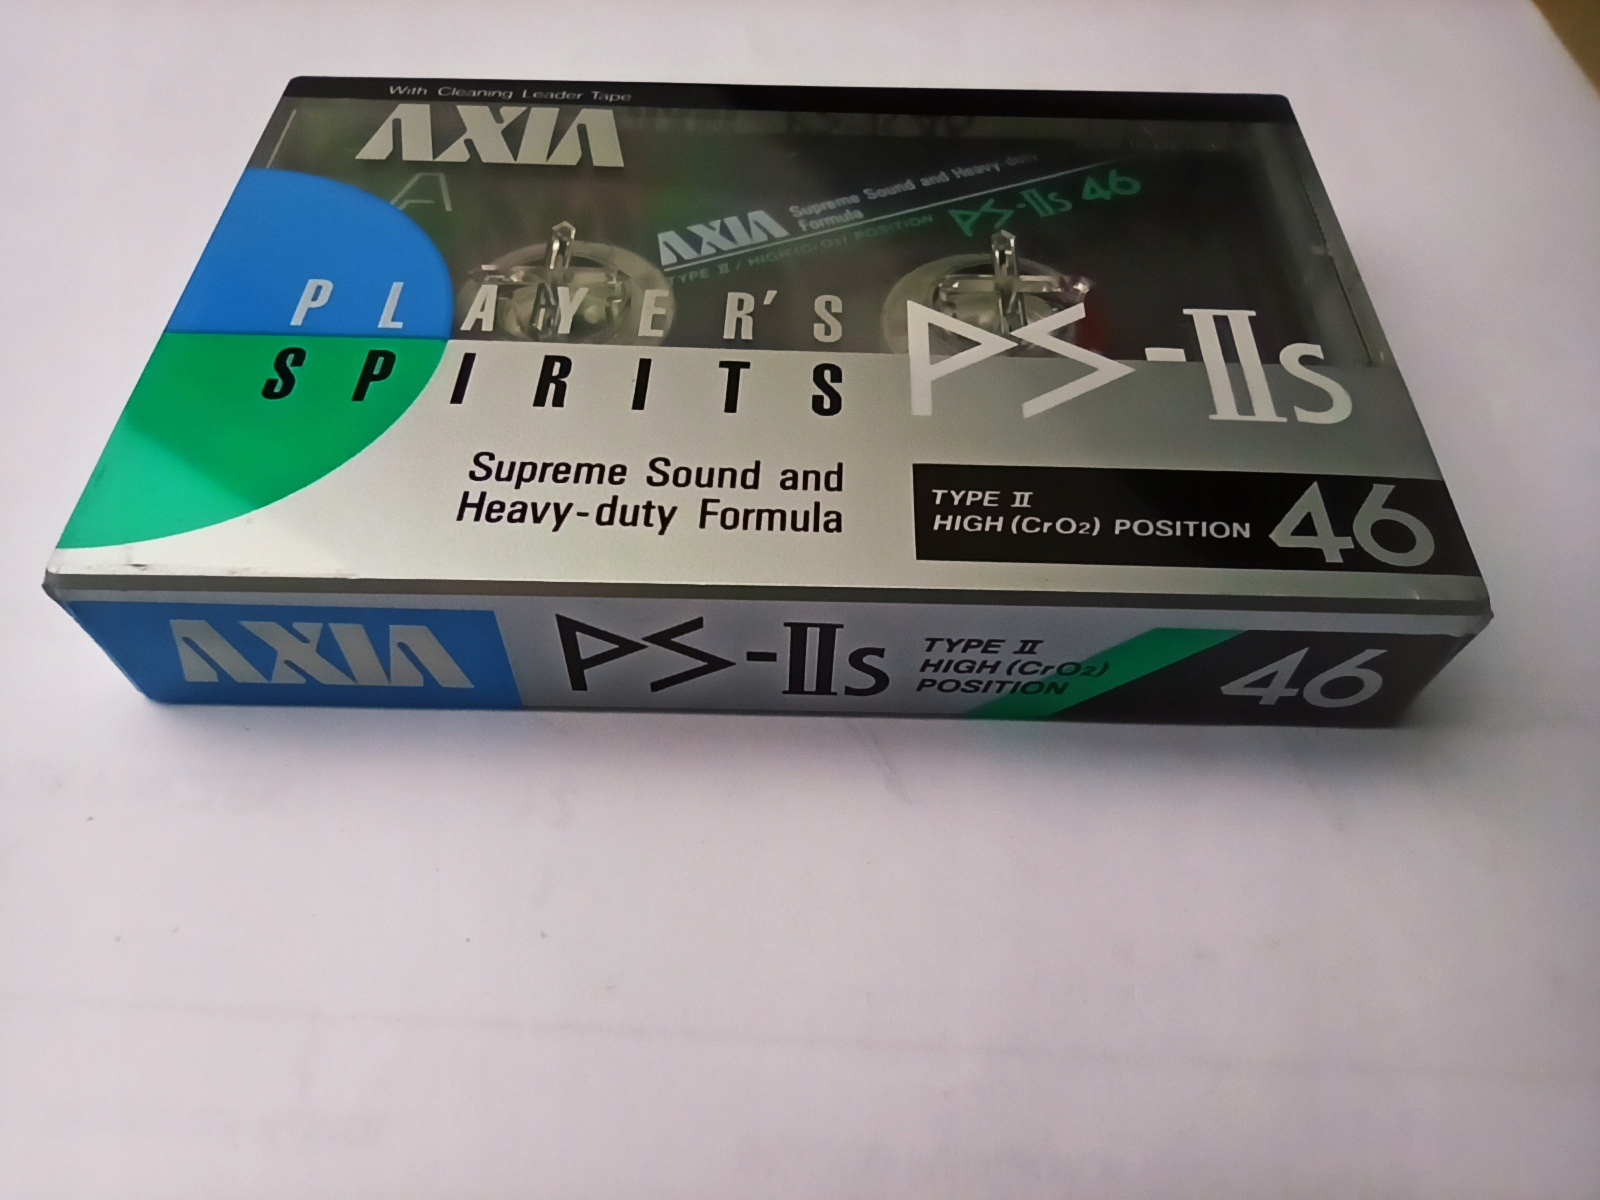 With Cleaning Leader Tape
AXIA
A
AXIA Supreme Sound and Heavy-duty
Formula
PS-IIs 46
TYPE II / HIGH (CrO2) POSITION
PLAYER'S
SPIRITS
PS-IIs
Supreme Sound and
Heavy-duty Formula
TYPE II
HIGH (CrO2) POSITION
46
AXIA
PS-IIs
TYPE II
HIGH (CrO2)
POSITION
46